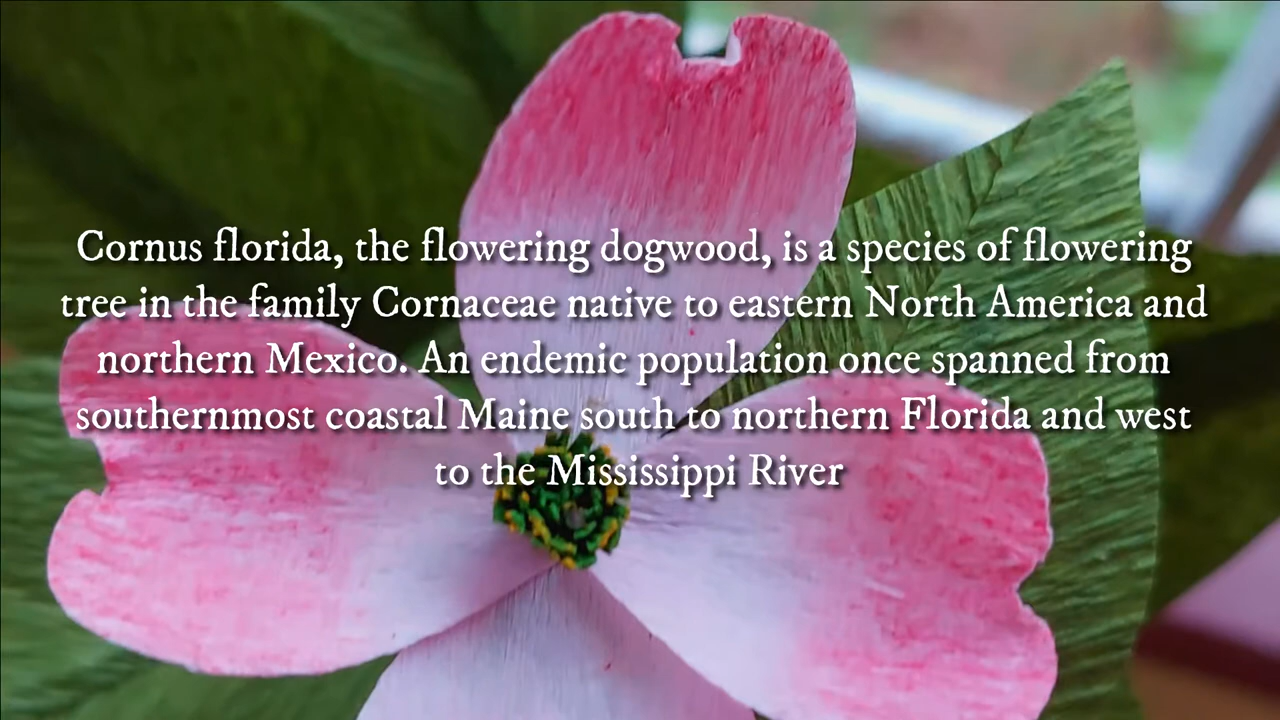 Cornus florida, the flowering dogwood, is a species of flowering
tree in the family Cornaceae native to eastern North America and
northern Mexico. An endemic population once spanned from
southernmost coastal Maine south to northern Florida and west
to the Mississippi River